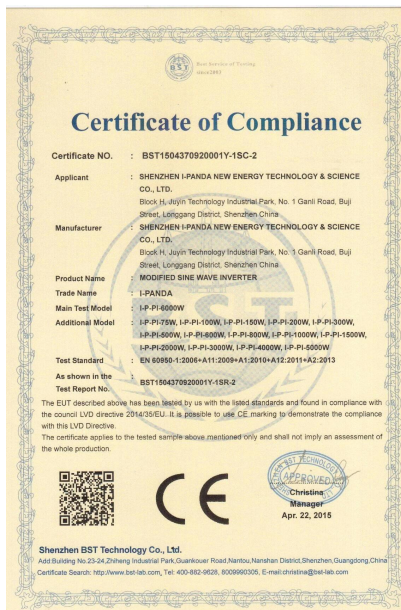 BST
Best Service of Testing
since2003
Certificate of Compliance
Certificate NO. : BST1504370920001Y-1SC-2
Applicant : SHENZHEN I-PANDA NEW ENERGY TECHNOLOGY & SCIENCE
CO., LTD.
Block H, Juyin Technology Industrial Park, No. 1 Ganli Road, Buji
Street, Longgang District, Shenzhen China
Manufacturer : SHENZHEN I-PANDA NEW ENERGY TECHNOLOGY & SCIENCE
CO., LTD.
Block H, Juyin Technology Industrial Park, No. 1 Ganli Road, Buji
Street, Longgang District, Shenzhen China
Product Name : MODIFIED SINE WAVE INVERTER
Trade Name : I-PANDA
Main Test Model : I-P-PI-6000W
Additional Model : I-P-PI-75W, I-P-PI-100W, I-P-PI-150W, I-P-PI-200W, I-P-PI-300W,
I-P-PI-500W, I-P-PI-600W, I-P-PI-800W, I-P-PI-1000W, I-P-PI-1500W,
I-P-PI-2000W, I-P-PI-3000W, I-P-PI-4000W, I-P-PI-5000W
Test Standard : EN 60950-1:2006+A11:2009+A1:2010+A12:2011+A2:2013
As shown in the
Test Report No. : BST1504370920001Y-1SR-2
The EUT described above has been tested by us with the listed standards and found in compliance with
the council LVD directive 2014/35/EU. It is possible to use CE marking to demonstrate the compliance
with this LVD Directive.
The certificate applies to the tested sample above mentioned only and shall not imply an assessment of
the whole production.
CE
APPROVED
Christina
Manager
Apr. 22, 2015
Shenzhen BST Technology Co., Ltd.
Add:Building No.23-24,Zhiheng Industrial Park,Guankouer Road,Nantou,Nanshan District,Shenzhen,Guangdong,China
Certificate Search: http://www.bst-lab.com, Tel: 400-882-9628, 8009990305, E-mail:christina@bst-lab.com